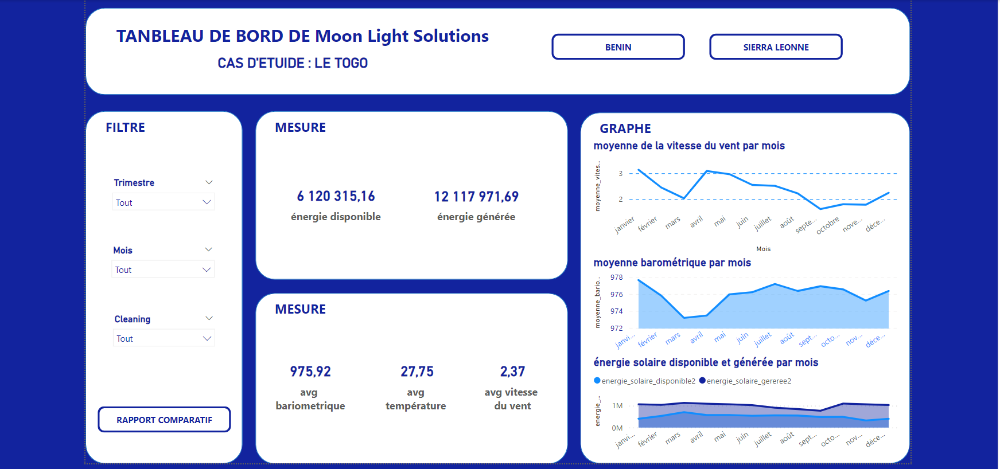 TANBLEAU DE BORD DE Moon Light Solutions
CAS D'ETUIDE : LE TOGO
BENIN
SIERRA LEONNE
FILTRE
Trimestre
Tout
Mois
Tout
Cleaning
Tout
RAPPORT COMPARATIF
MESURE
6 120 315,16
énergie disponible
12 117 971,69
énergie générée
MESURE
975,92
avg
bariometrique
27,75
avg
température
2,37
avg vitesse
du vent
GRAPHE
moyenne de la vitesse du vent par mois
moyenne_vites...
3
2
janvier
février
mars
avril
mai
juin
juillet
août
septe...
octobre
nove...
déce...
Mois
moyenne barométrique par mois
moyenne_bario...
978
976
974
972
janvi...
février
mars
avril
mai
juin
juillet
août
sept...
octo...
nov...
déce...
énergie solaire disponible et générée par mois
energie_solaire_disponible2
energie_solaire_gereree2
energie_...
1M
0M
janvi...
février
mars
avril
mai
juin
juillet
août
sept...
octo...
nov...
déce...